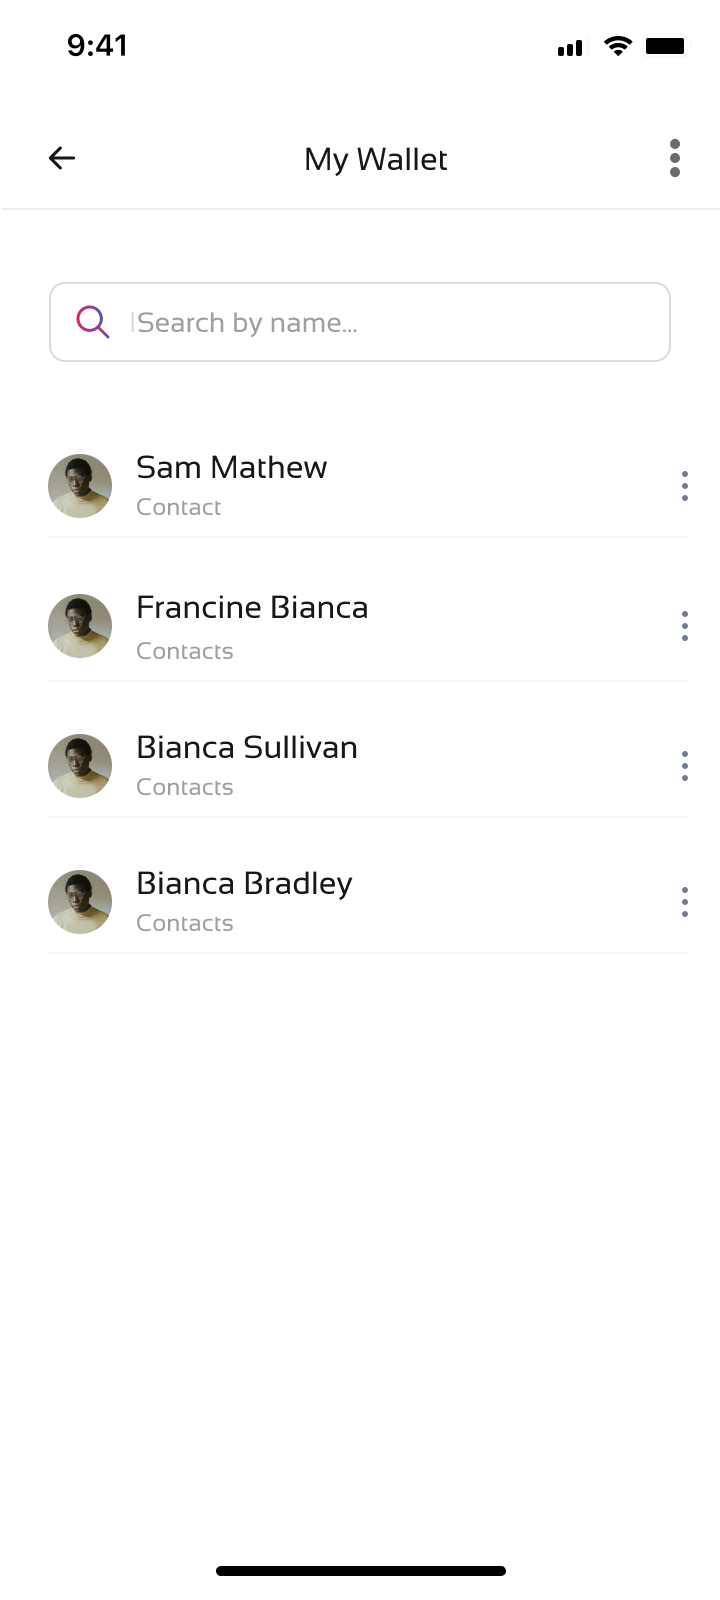 9:41
My Wallet
Search by name...
Sam Mathew
Contact
Francine Bianca
Contacts
Bianca Sullivan
Contacts
Bianca Bradley
Contacts